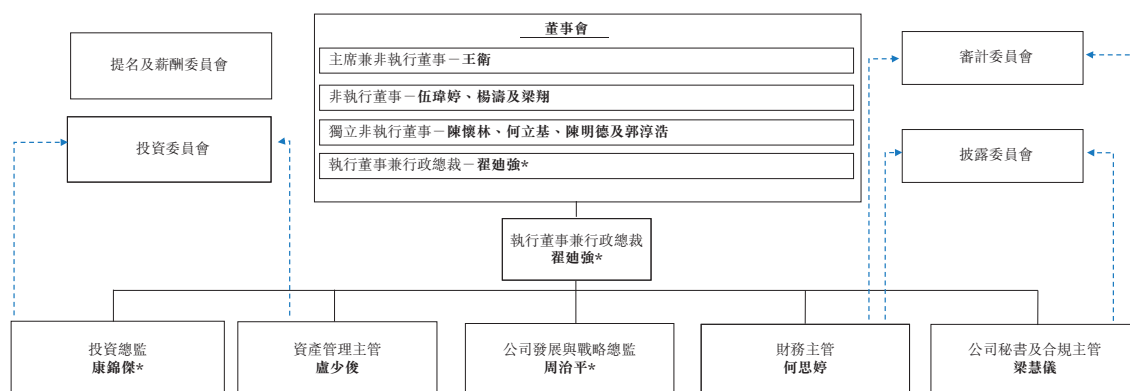 董事會
主席兼非執行董事－王衛
非執行董事－伍瑋婷、楊濤及梁翔
獨立非執行董事－陳懷林、何立基、陳明德及郭淳浩
執行董事兼行政總裁－翟廸強*
提名及薪酬委員會
投資委員會
審計委員會
披露委員會
執行董事兼行政總裁
翟廸強*
投資總監
康錦傑*
資產管理主管
盧少俊
公司發展與戰略總監
周治平*
財務主管
何思婷
公司秘書及合規主管
梁慧儀